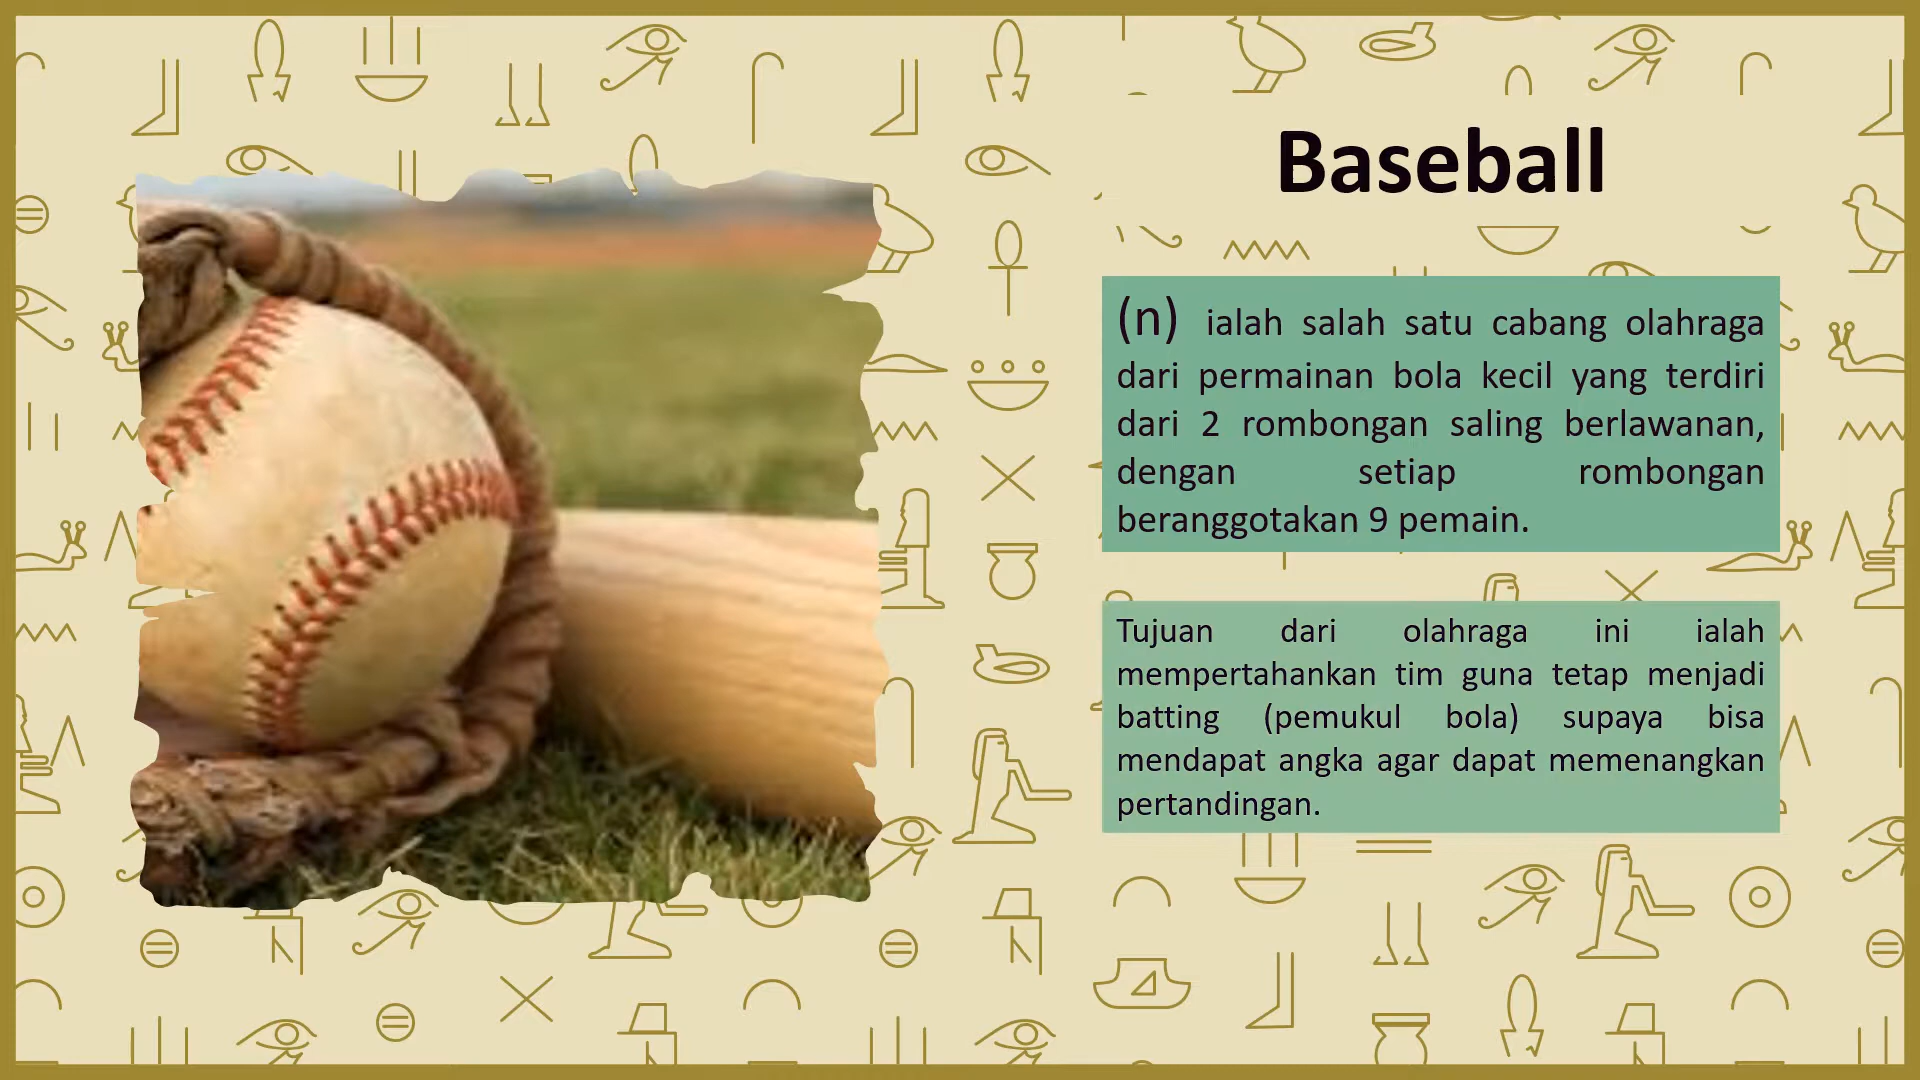 Baseball
(n) ialah salah satu cabang olahraga
dari permainan bola kecil yang terdiri
dari 2 rombongan saling berlawanan,
dengan setiap rombongan
beranggotakan 9 pemain.
Tujuan dari olahraga ini ialah
mempertahankan tim guna tetap menjadi
batting (pemukul bola) supaya bisa
mendapat angka agar dapat memenangkan
pertandingan.